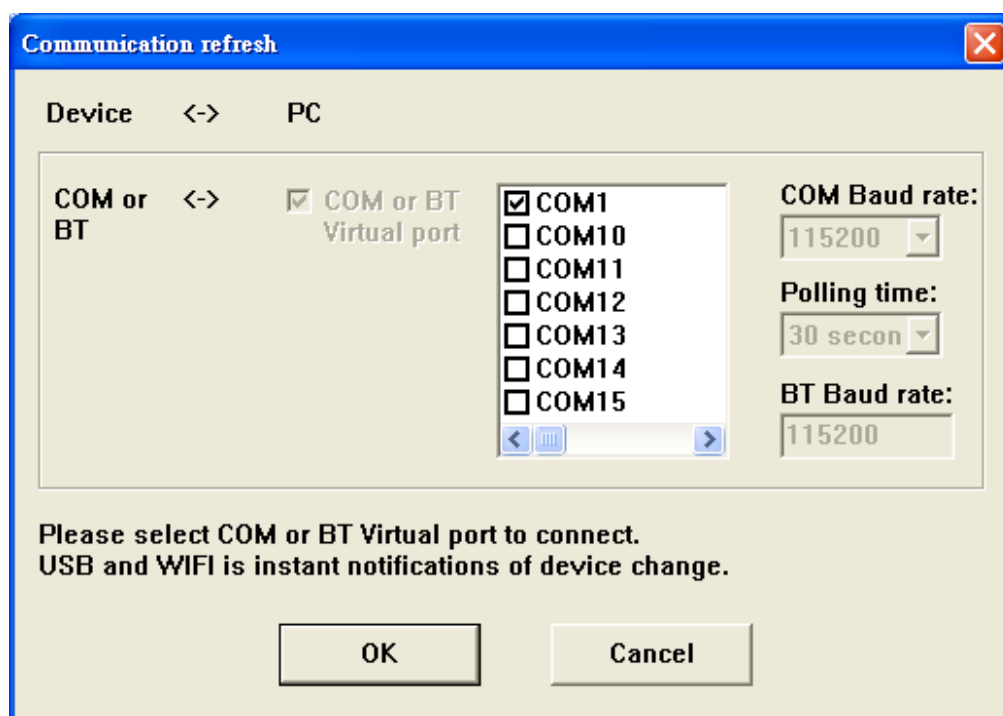 Communication refresh
Device <-> PC
COM or BT <-> COM or BT Virtual port
COM1
COM10
COM11
COM12
COM13
COM14
COM15
COM Baud rate:
115200
Polling time:
30 secon
BT Baud rate:
115200
Please select COM or BT Virtual port to connect.
USB and WIFI is instant notifications of device change.
OK
Cancel